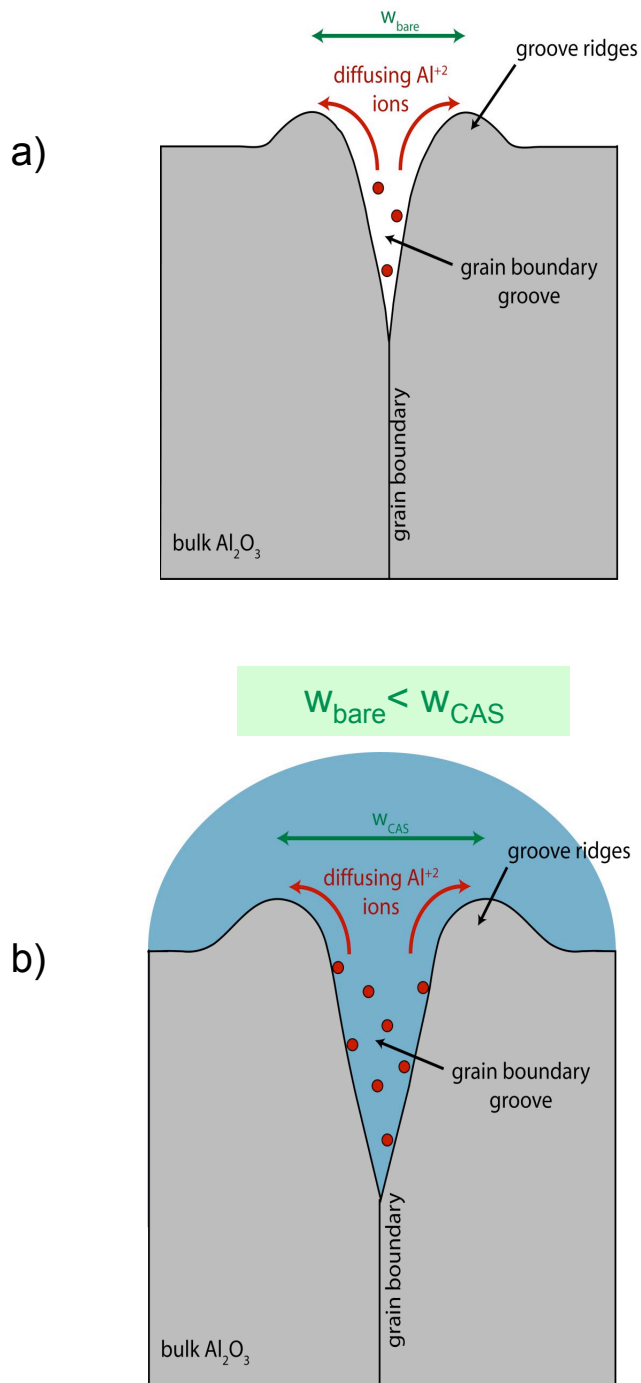 a)
w_bare
groove ridges
diffusing Al⁺²
ions
grain boundary
groove
grain boundary
bulk Al₂O₃
w_bare < w_CAS
b)
w_CAS
groove ridges
diffusing Al⁺²
ions
grain boundary
groove
grain boundary
bulk Al₂O₃